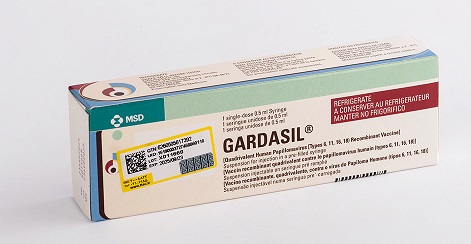 MSD
1 single-dose 0.5 ml Syringe
1 seringue unidose de 0.5 ml
1 seringa unidose de 0.5 ml
REFRIGERATE
A CONSERVER AU REFRIGERATEUR
MANTER NO FRIGORIFICO
GARDASIL®
[Quadrivalent Human Papillomavirus (Types 6, 11, 16, 18) Recombinant Vaccine]
Suspension for injection in a pre-filled syringe
[Vaccin recombinant quadrivalent contre le papillomavirus humain (types 6, 11, 16, 18)]
Suspension injectable en seringue pré remplie
[Vacina recombinante quadrivalente, contra o vírus do Papiloma Humano (tipos 6, 11, 16, 18)]
Suspensão injectável numa seringa pré-carregada